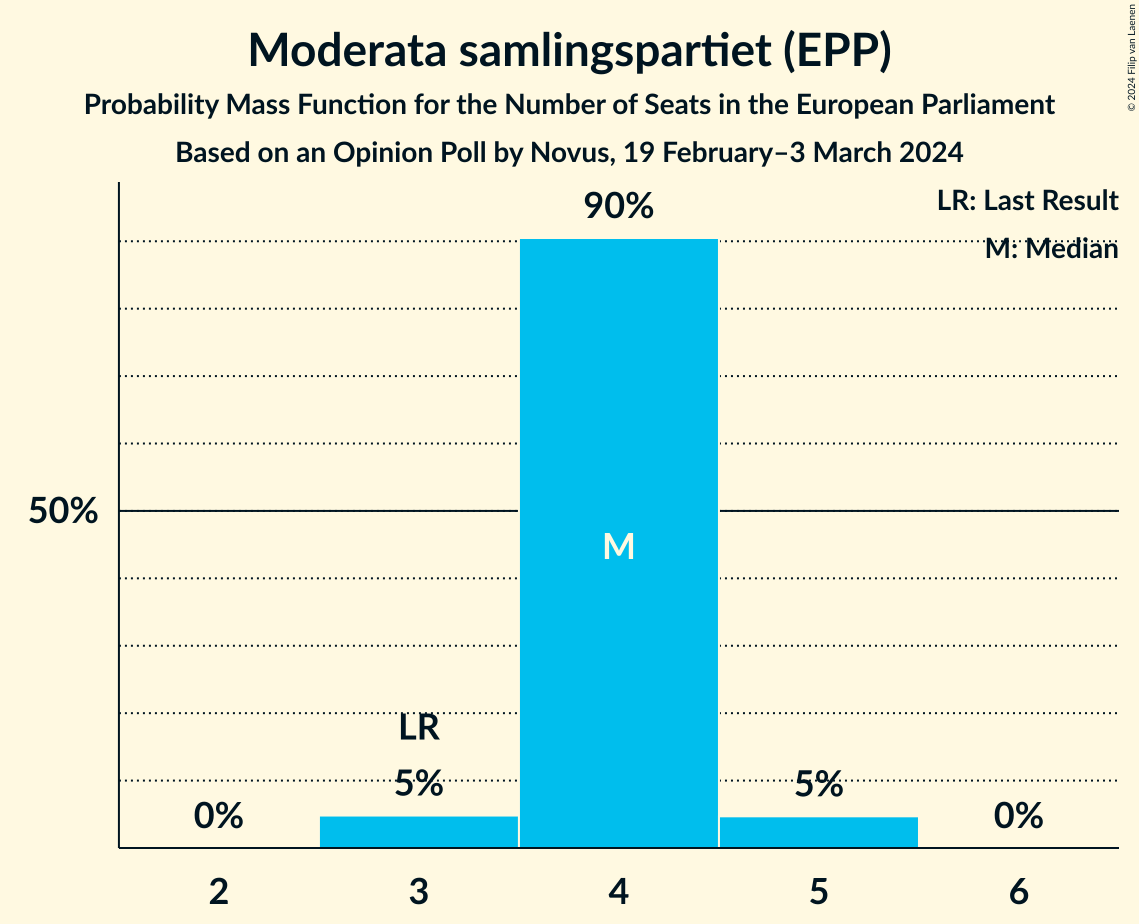 Moderata samlingspartiet (EPP)
Probability Mass Function for the Number of Seats in the European Parliament
Based on an Opinion Poll by Novus, 19 February–3 March 2024
© 2024 Filip van Laenen
LR: Last Result
M: Median
90%
50%
M
LR
5%
5%
0%
0%
2
3
4
5
6